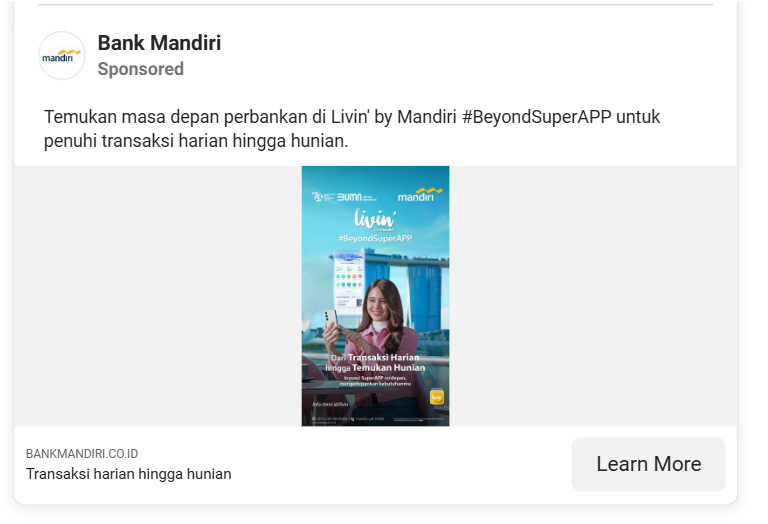 mandiri
Bank Mandiri
Sponsored
Temukan masa depan perbankan di Livin' by Mandiri #BeyondSuperAPP untuk
penuhi transaksi harian hingga hunian.
BUMN
mandiri
livin'
by mandiri
#BeyondSuperAPP
Dari Transaksi Harian
hingga Temukan Hunian
Inovasi SuperAPP terdepan,
mengedepankan kebutuhanmu
livin'
BANKMANDIRI.CO.ID
Transaksi harian hingga hunian
Learn More